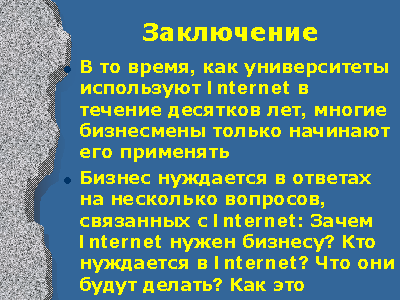 Заключение
В то время, как университеты
используют Internet в
течение десятков лет, многие
бизнесмены только начинают
его применять
Бизнес нуждается в ответах
на несколько вопросов,
связанных с Internet: Зачем
Internet нужен бизнесу? Кто
нуждается в Internet? Что они
будут делать? Как это